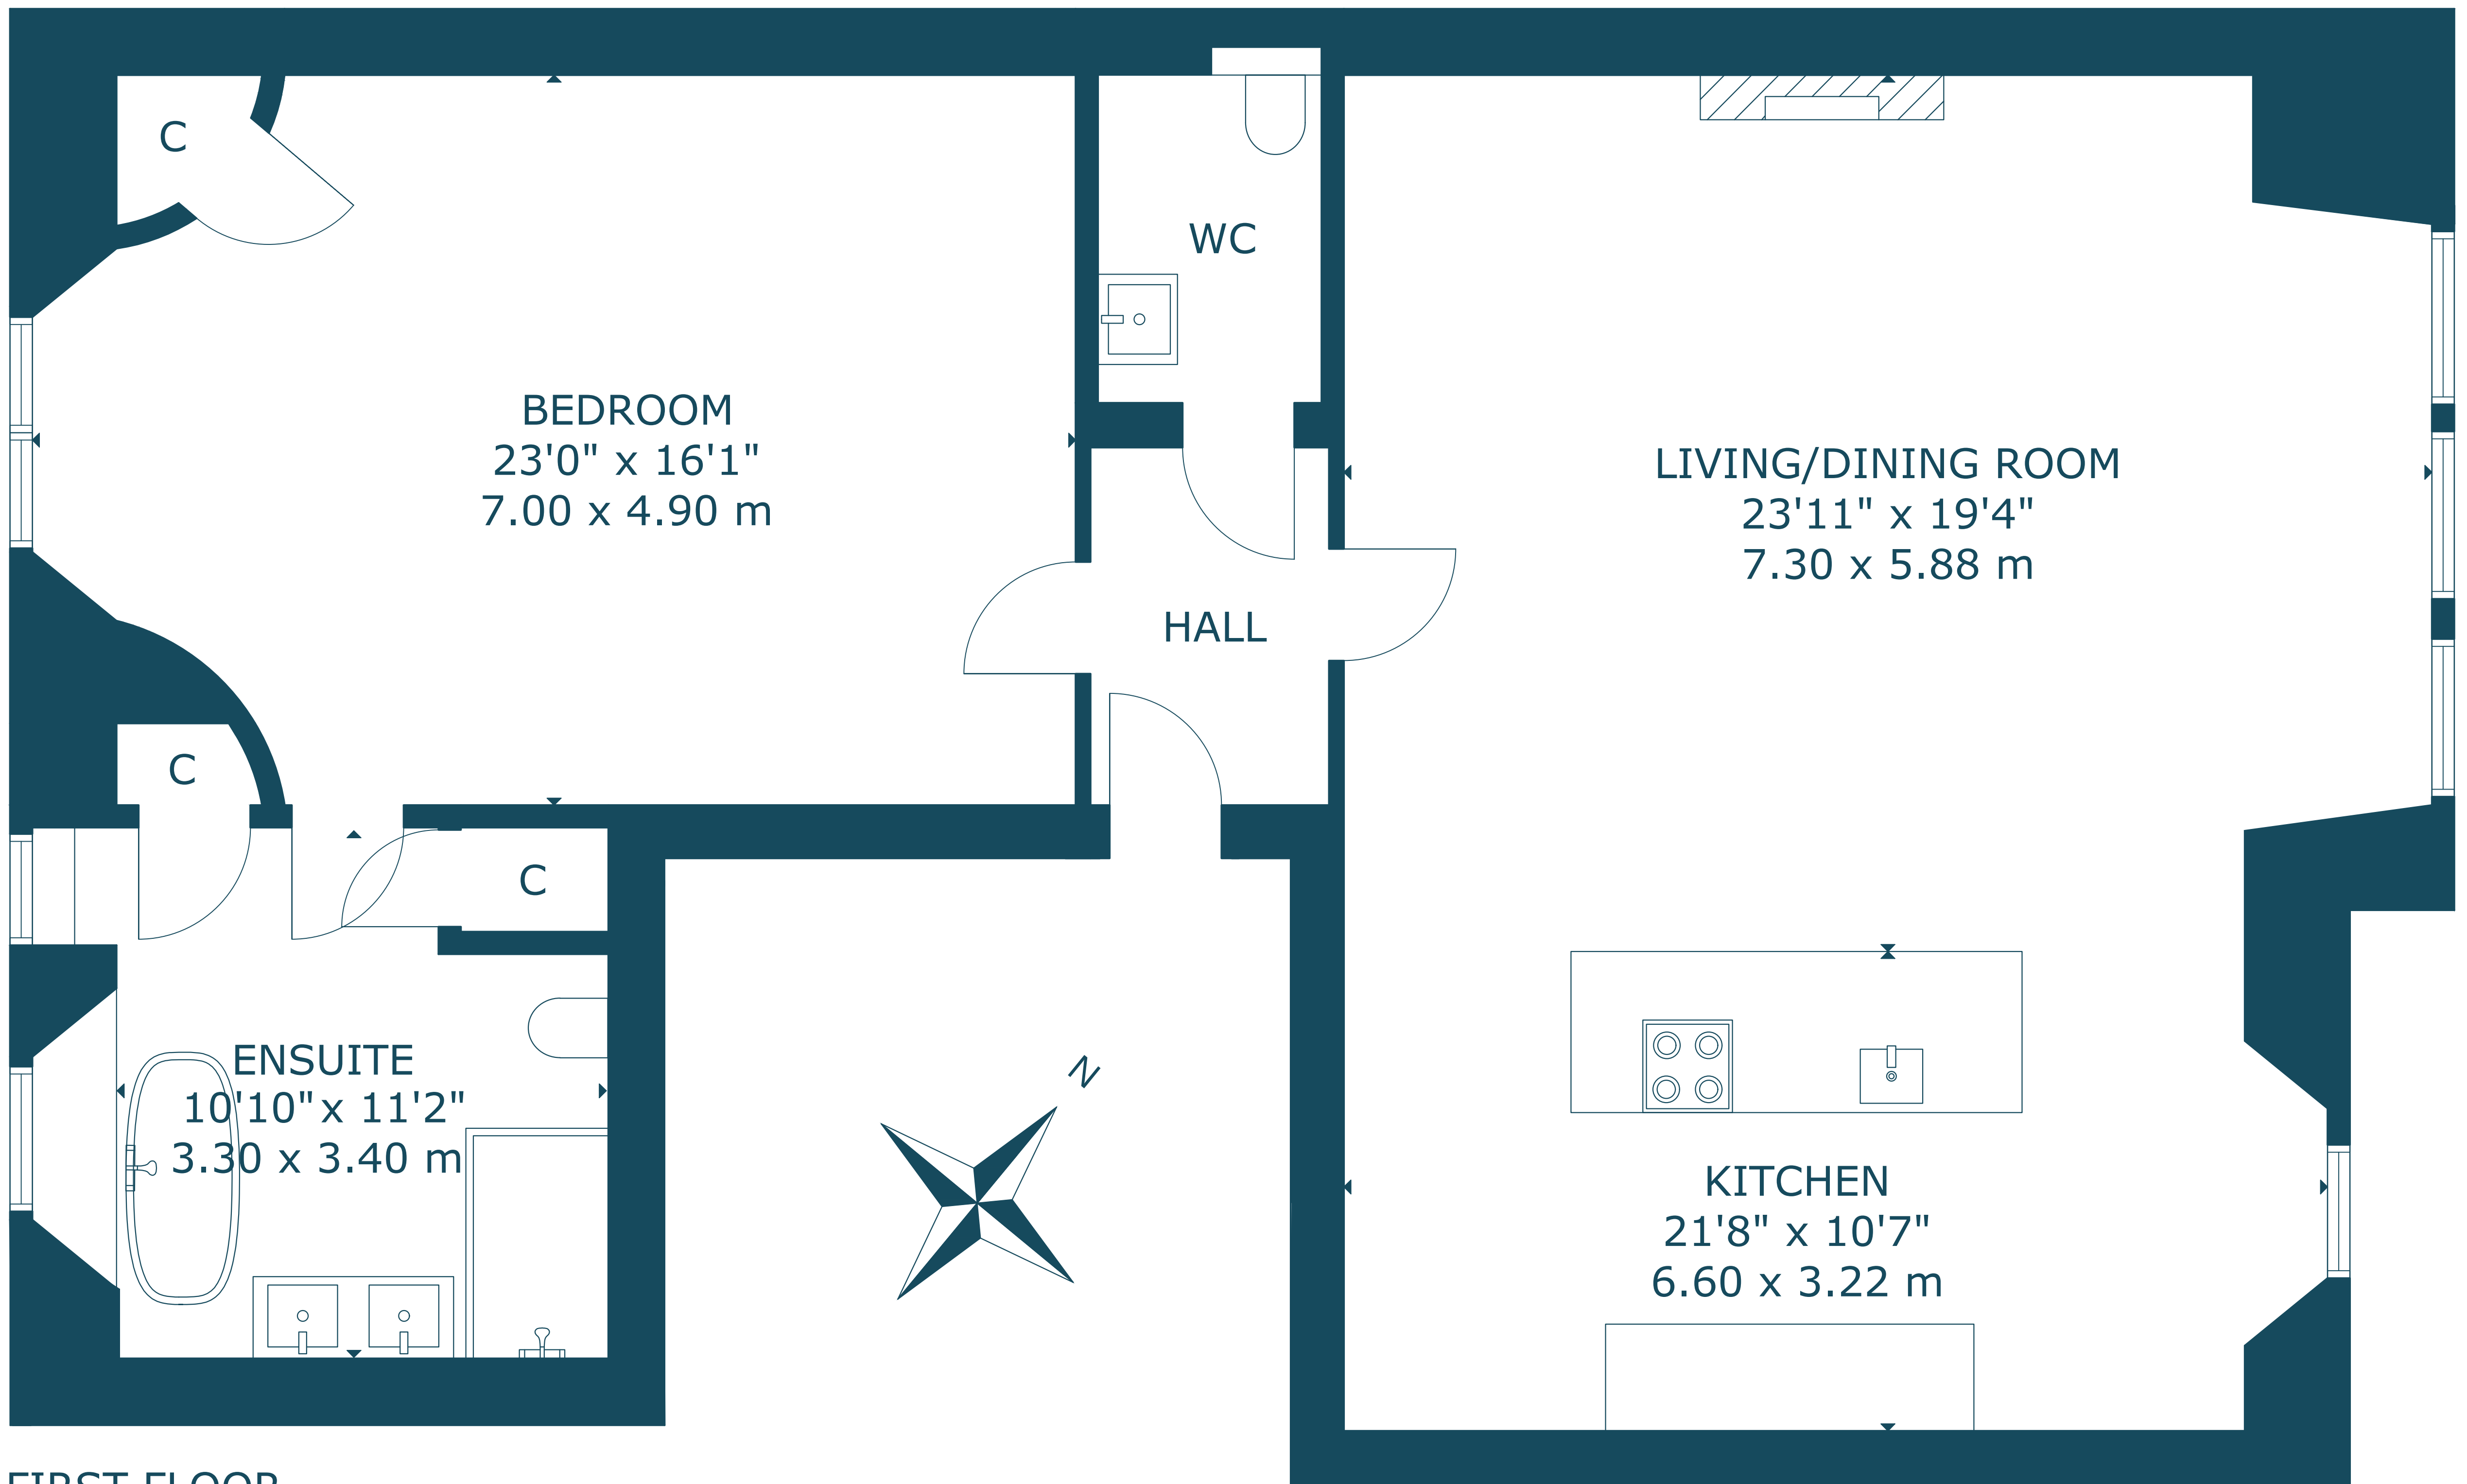 C
WC
BEDROOM
23'0" x 16'1"
7.00 x 4.90 m
LIVING/DINING ROOM
23'11" x 19'4"
7.30 x 5.88 m
HALL
C
C
ENSUITE
10'10" x 11'2"
3.30 x 3.40 m
N
KITCHEN
21'8" x 10'7"
6.60 x 3.22 m
FIRST FLOOR